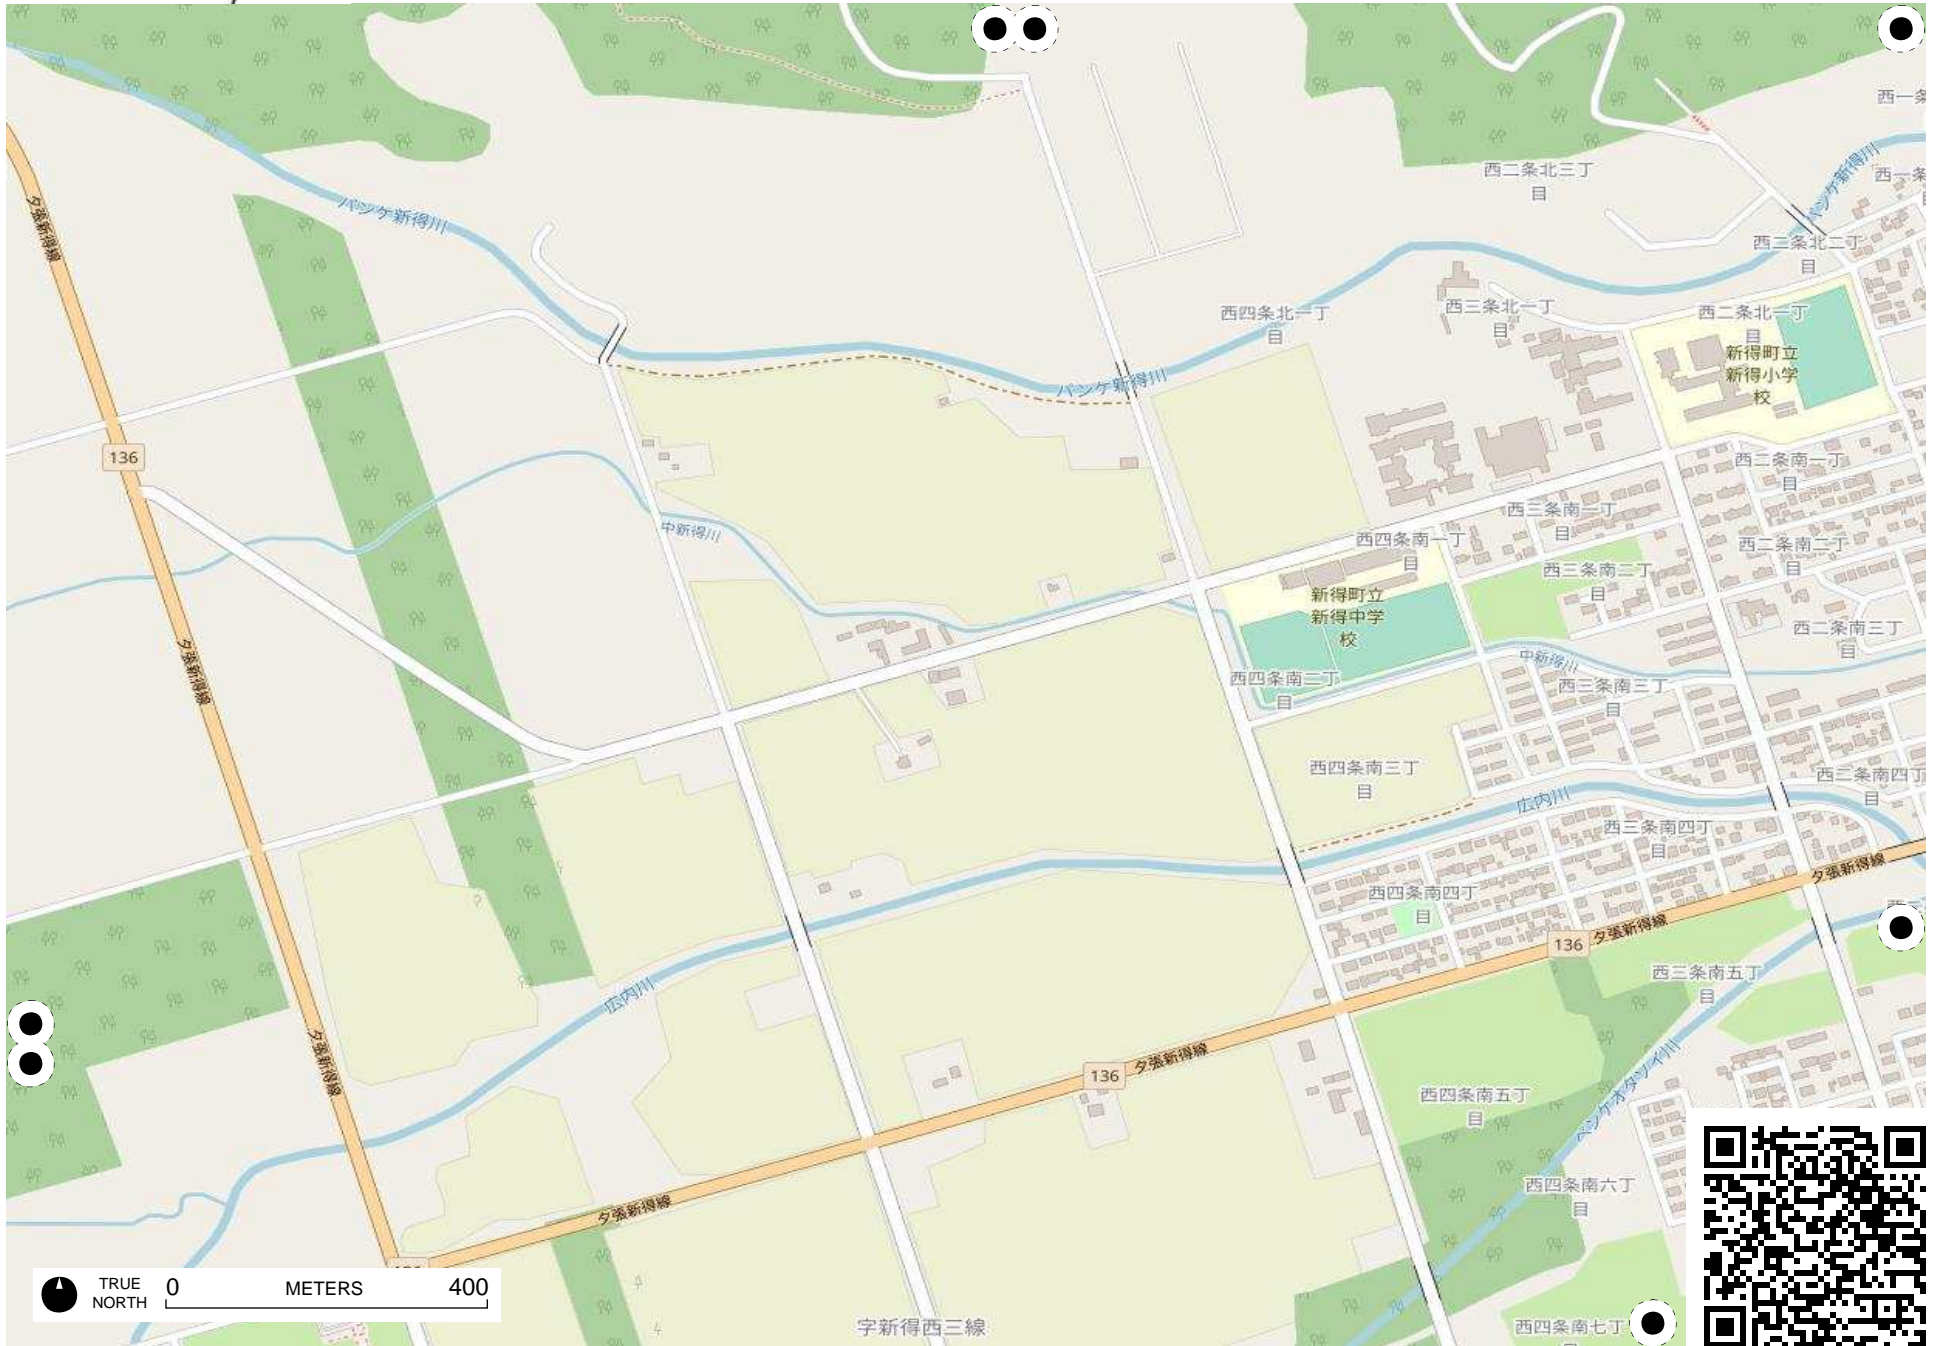 西一条
西二条北三丁
目
パンケ新得川
西一条
夕張新得線
パンケ新得川
西二条北二丁
目
西四条北一丁
目
西三条北一丁
目
西二条北一丁
目
新得町立
新得小学
校
パンケ新得川
136
西二条南一丁
目
西三条南一丁
目
中新得川
西四条南一丁
目
西二条南二丁
目
西三条南二丁
目
新得町立
新得中学
校
西二条南三丁
目
夕張新得線
中新得川
西四条南二丁
目
西三条南三丁
目
西四条南三丁
目
西二条南四丁
目
広内川
西三条南四丁
目
夕張新得線
西四条南四丁
目
136
夕張新得線
西三条南五丁
目
広内川
夕張新得線
136
夕張新得線
西四条南五丁
目
ペンケオタソイ川
西四条南六丁
目
夕張新得線
TRUE
NORTH
0
METERS
400
字新得西三線
西四条南七丁